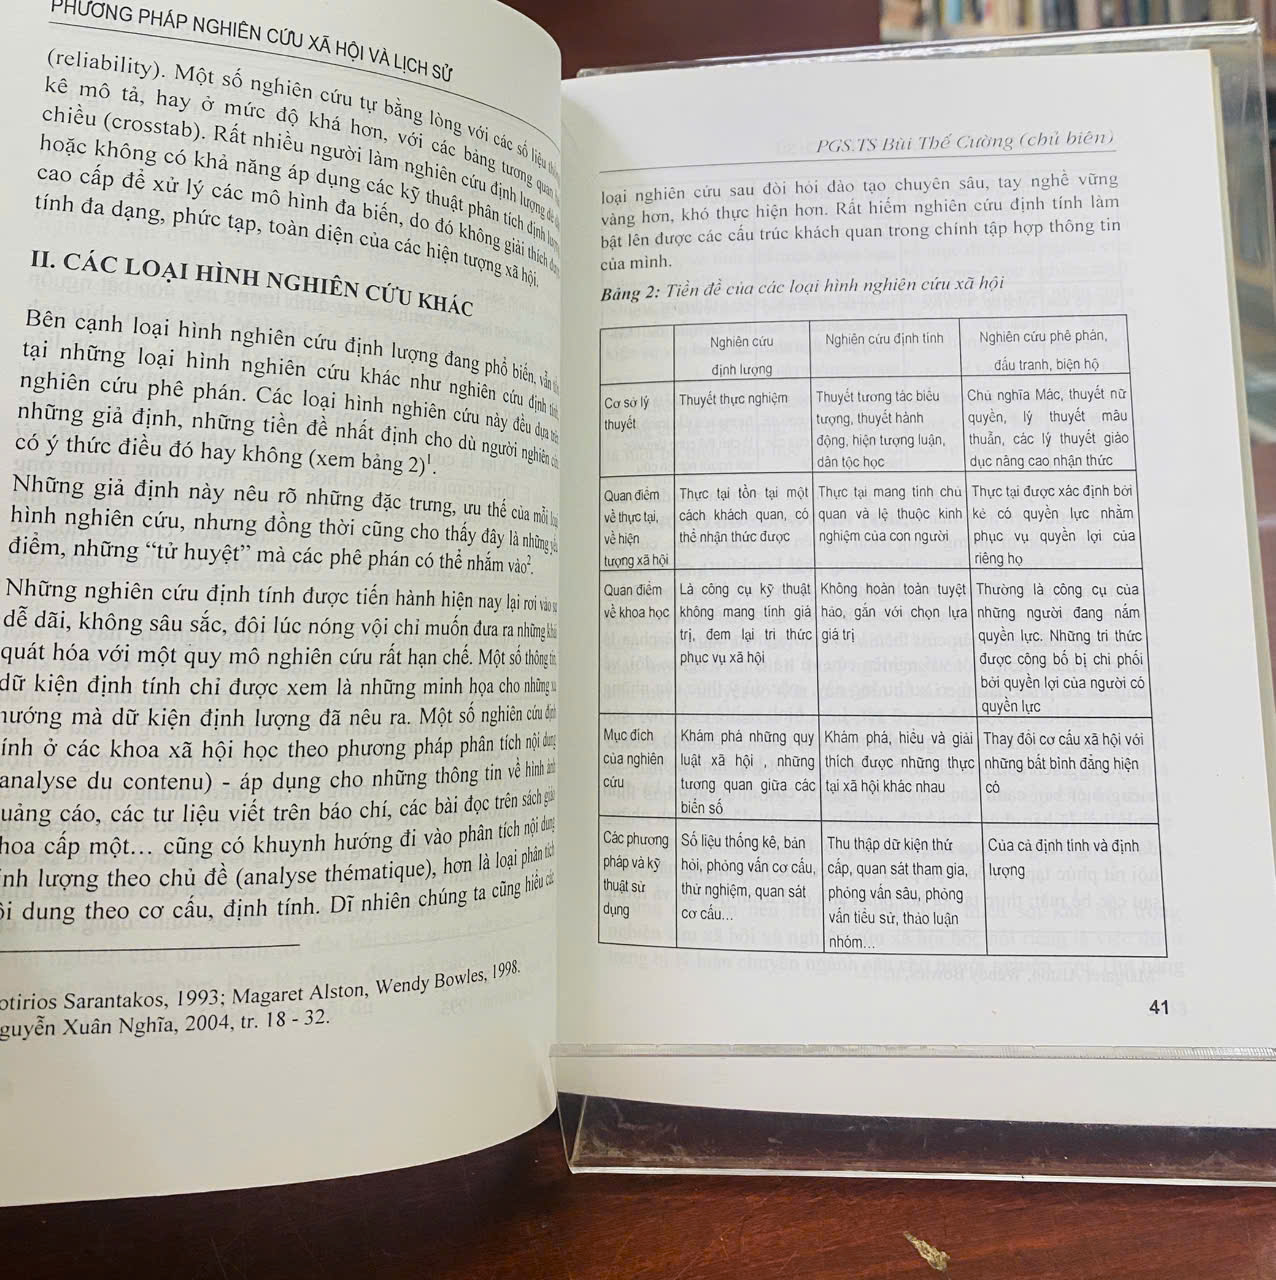 PHƯƠNG PHÁP NGHIÊN CỨU XÃ HỘI VÀ LỊCH SỬ
(reliability). Một số nghiên cứu tự bằng lòng với các số liệu
kê mô tả, hay ở mức độ khá hơn, với các bảng tương quan
chiều (crosstab). Rất nhiều người làm nghiên cứu định lượng
hoặc không có khả năng áp dụng các kỹ thuật phân tích định
cao cấp để xử lý các mô hình đa biến, do đó không giải thích
tính đa dạng, phức tạp, toàn diện của các hiện tượng xã hội.
II. CÁC LOẠI HÌNH NGHIÊN CỨU KHÁC
Bên cạnh loại hình nghiên cứu định lượng đang phổ biến, vẫn
tại những loại hình nghiên cứu khác như nghiên cứu định
nghiên cứu phê phán. Các loại hình nghiên cứu này đều dựa
những giả định, những tiền đề nhất định cho dù người nghiên
có ý thức điều đó hay không (xem bảng 2)¹.
Những giả định này nêu rõ những đặc trưng, ưu thế của mỗi
hình nghiên cứu, nhưng đồng thời cũng cho thấy đây là những
điểm, những “tử huyệt” mà các phê phán có thể nhắm vào².
Những nghiên cứu định tính được tiến hành hiện nay lại rơi vào
dễ dãi, không sâu sắc, đôi lúc nóng vội chỉ muốn đưa ra những
quát hóa với một quy mô nghiên cứu rất hạn chế. Một số thông
dữ kiện định tính chỉ được xem là những minh họa cho những
hướng mà dữ kiện định lượng đã nêu ra. Một số nghiên cứu
ính ở các khoa xã hội học theo phương pháp phân tích nội dung
analyse du contenu) - áp dụng cho những thông tin về hình
uảng cáo, các tư liệu viết trên báo chí, các bài đọc trên sách
hoa cấp một... cũng có khuynh hướng đi vào phân tích nội dung
ịnh lượng theo chủ đề (analyse thématique), hơn là loại phân
ội dung theo cơ cấu, định tính. Dĩ nhiên chúng ta cũng hiểu
otirios Sarantakos, 1993; Magaret Alston, Wendy Bowles, 1998.
guyễn Xuân Nghĩa, 2004, tr. 18 - 32.
PGS.TS Bùi Thế Cường (chủ biên)
loại nghiên cứu sau đòi hỏi đào tạo chuyên sâu, tay nghề vững
vàng hơn, khó thực hiện hơn. Rất hiếm nghiên cứu định tính làm
bật lên được các cấu trúc khách quan trong chính tập hợp thông tin
của mình.
Bảng 2: Tiền đề của các loại hình nghiên cứu xã hội
Nghiên cứu
định lượng
Nghiên cứu định tính
Nghiên cứu phê phán,
đấu tranh, biện hộ
Cơ sở lý
thuyết
Thuyết thực nghiệm
Thuyết tương tác biểu
tượng, thuyết hành
động, hiện tượng luận,
dân tộc học
Chủ nghĩa Mác, thuyết nữ
quyền, lý thuyết mâu
thuẫn, các lý thuyết giáo
dục nâng cao nhận thức
Quan điểm
về thực tại,
về hiện
tượng xã hội
Thực tại tồn tại một
cách khách quan, có
thể nhận thức được
Thực tại mang tính chủ
quan và lệ thuộc kinh
nghiệm của con người
Thực tại được xác định bởi
kẻ có quyền lực nhằm
phục vụ quyền lợi của
riêng họ
Quan điểm
về khoa học
Là công cụ kỹ thuật
không mang tính giá
trị, đem lại tri thức
phục vụ xã hội
Không hoàn toàn tuyệt
hảo, gắn với chọn lựa
giá trị
Thường là công cụ của
những người đang nắm
quyền lực. Những tri thức
được công bố bị chi phối
bởi quyền lợi của người có
quyền lực
Mục đích
của nghiên
cứu
Khám phá những quy
luật xã hội , những
tương quan giữa các
biến số
Khám phá, hiểu và giải
thích được những thực
tại xã hội khác nhau
Thay đổi cơ cấu xã hội với
những bất bình đẳng hiện
có
Các phương
pháp và kỹ
thuật sử
dụng
Số liệu thống kê, bản
hỏi, phỏng vấn cơ cấu,
thử nghiệm, quan sát
cơ cấu...
Thu thập dữ kiện thứ
cấp, quan sát tham gia,
phỏng vấn sâu, phỏng
vấn tiểu sử, thảo luận
nhóm...
Của cả định tính và định
lượng
41